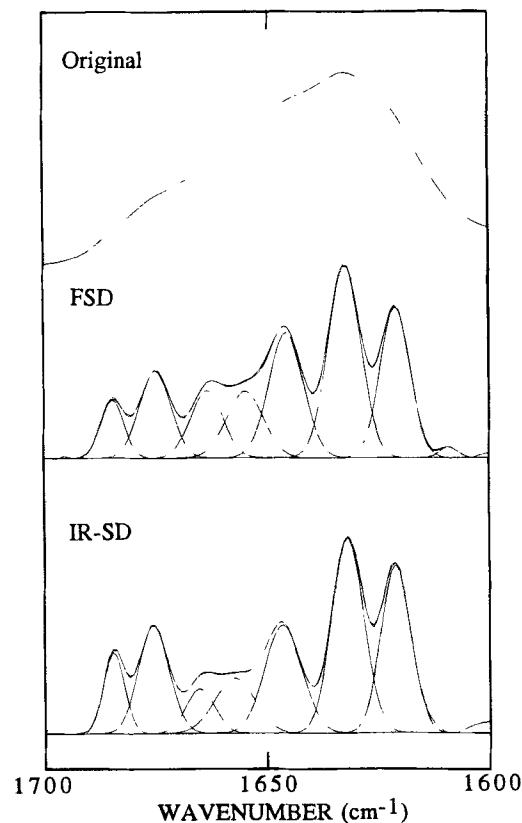 Original
FSD
IR-SD
1700 1650 1600
WAVENUMBER (cm-1)